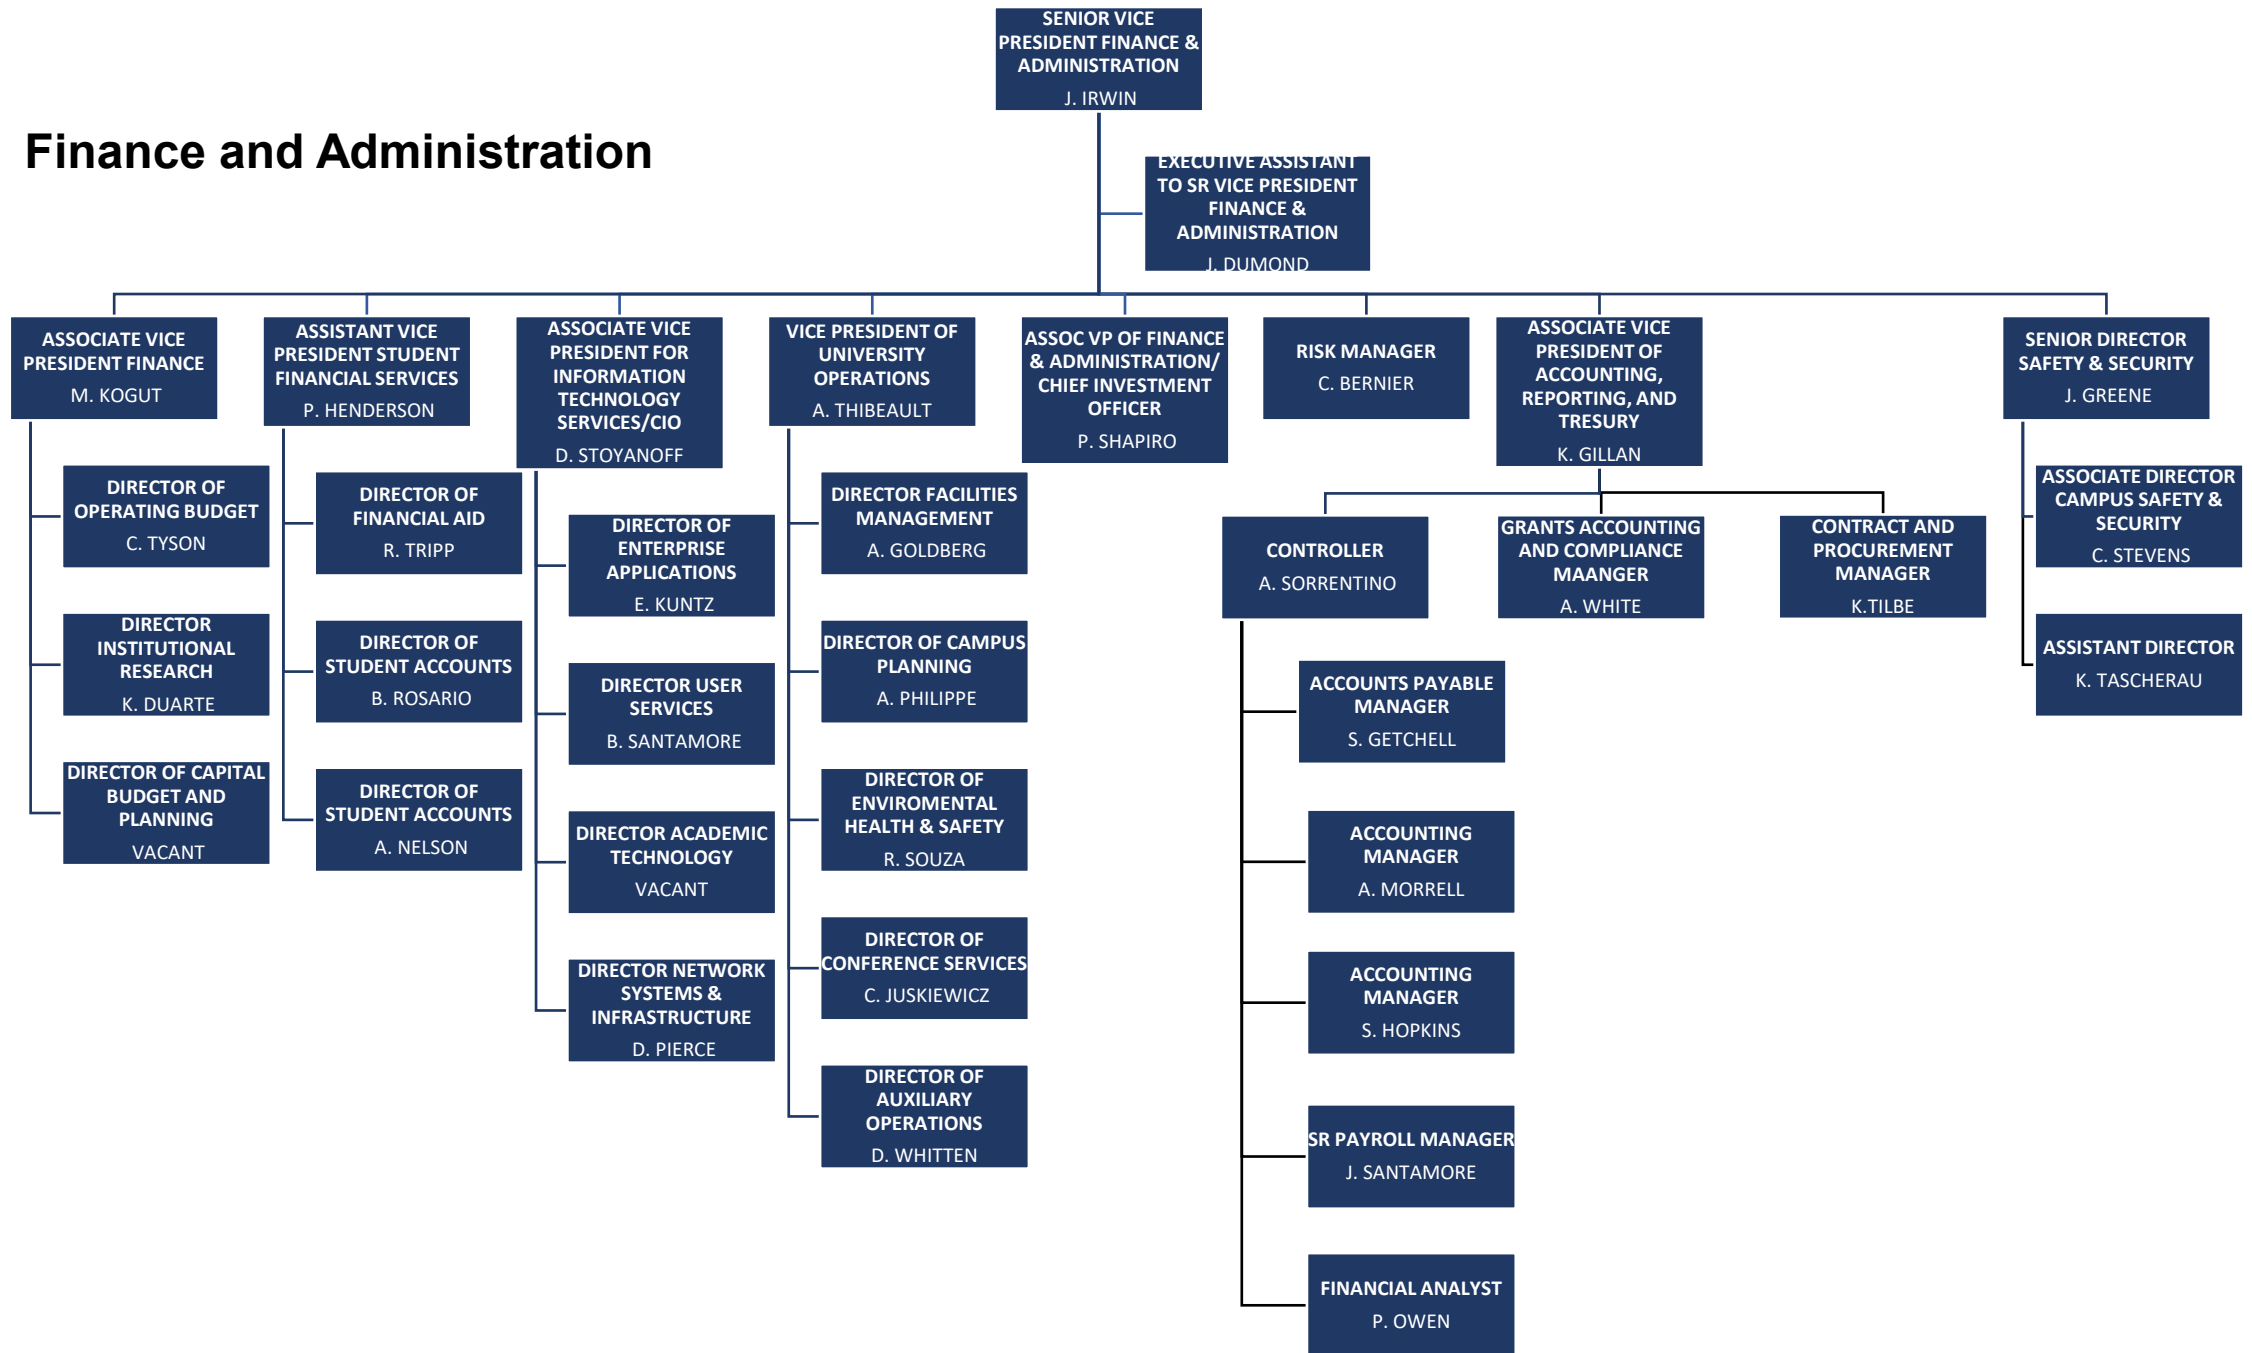 SENIOR VICE
PRESIDENT FINANCE &
ADMINISTRATION
J. IRWIN
Finance and Administration
EXECUTIVE ASSISTANT
TO SR VICE PRESIDENT
FINANCE &
ADMINISTRATION
J. DUMOND
ASSOCIATE VICE
PRESIDENT FINANCE
M. KOGUT
DIRECTOR OF
OPERATING BUDGET
C. TYSON
DIRECTOR
INSTITUTIONAL
RESEARCH
K. DUARTE
DIRECTOR OF CAPITAL
BUDGET AND
PLANNING
VACANT
ASSISTANT VICE
PRESIDENT STUDENT
FINANCIAL SERVICES
P. HENDERSON
DIRECTOR OF
FINANCIAL AID
R. TRIPP
DIRECTOR OF
STUDENT ACCOUNTS
B. ROSARIO
DIRECTOR OF
STUDENT ACCOUNTS
A. NELSON
ASSOCIATE VICE
PRESIDENT FOR
INFORMATION
TECHNOLOGY
SERVICES/CIO
D. STOYANOFF
DIRECTOR OF
ENTERPRISE
APPLICATIONS
E. KUNTZ
DIRECTOR USER
SERVICES
B. SANTAMORE
DIRECTOR ACADEMIC
TECHNOLOGY
VACANT
DIRECTOR NETWORK
SYSTEMS &
INFRASTRUCTURE
D. PIERCE
VICE PRESIDENT OF
UNIVERSITY
OPERATIONS
A. THIBEAULT
DIRECTOR FACILITIES
MANAGEMENT
A. GOLDBERG
DIRECTOR OF CAMPUS
PLANNING
A. PHILIPPE
DIRECTOR OF
ENVIROMENTAL
HEALTH & SAFETY
R. SOUZA
DIRECTOR OF
CONFERENCE SERVICES
C. JUSKIEWICZ
DIRECTOR OF
AUXILIARY
OPERATIONS
D. WHITTEN
ASSOC VP OF FINANCE
& ADMINISTRATION/
CHIEF INVESTMENT
OFFICER
P. SHAPIRO
RISK MANAGER
C. BERNIER
ASSOCIATE VICE
PRESIDENT OF
ACCOUNTING,
REPORTING, AND
TRESURY
K. GILLAN
CONTROLLER
A. SORRENTINO
ACCOUNTS PAYABLE
MANAGER
S. GETCHELL
ACCOUNTING
MANAGER
A. MORRELL
ACCOUNTING
MANAGER
S. HOPKINS
SR PAYROLL MANAGER
J. SANTAMORE
FINANCIAL ANALYST
P. OWEN
GRANTS ACCOUNTING
AND COMPLIANCE
MAANGER
A. WHITE
CONTRACT AND
PROCUREMENT
MANAGER
K.TILBE
SENIOR DIRECTOR
SAFETY & SECURITY
J. GREENE
ASSOCIATE DIRECTOR
CAMPUS SAFETY &
SECURITY
C. STEVENS
ASSISTANT DIRECTOR
K. TASCHERAU